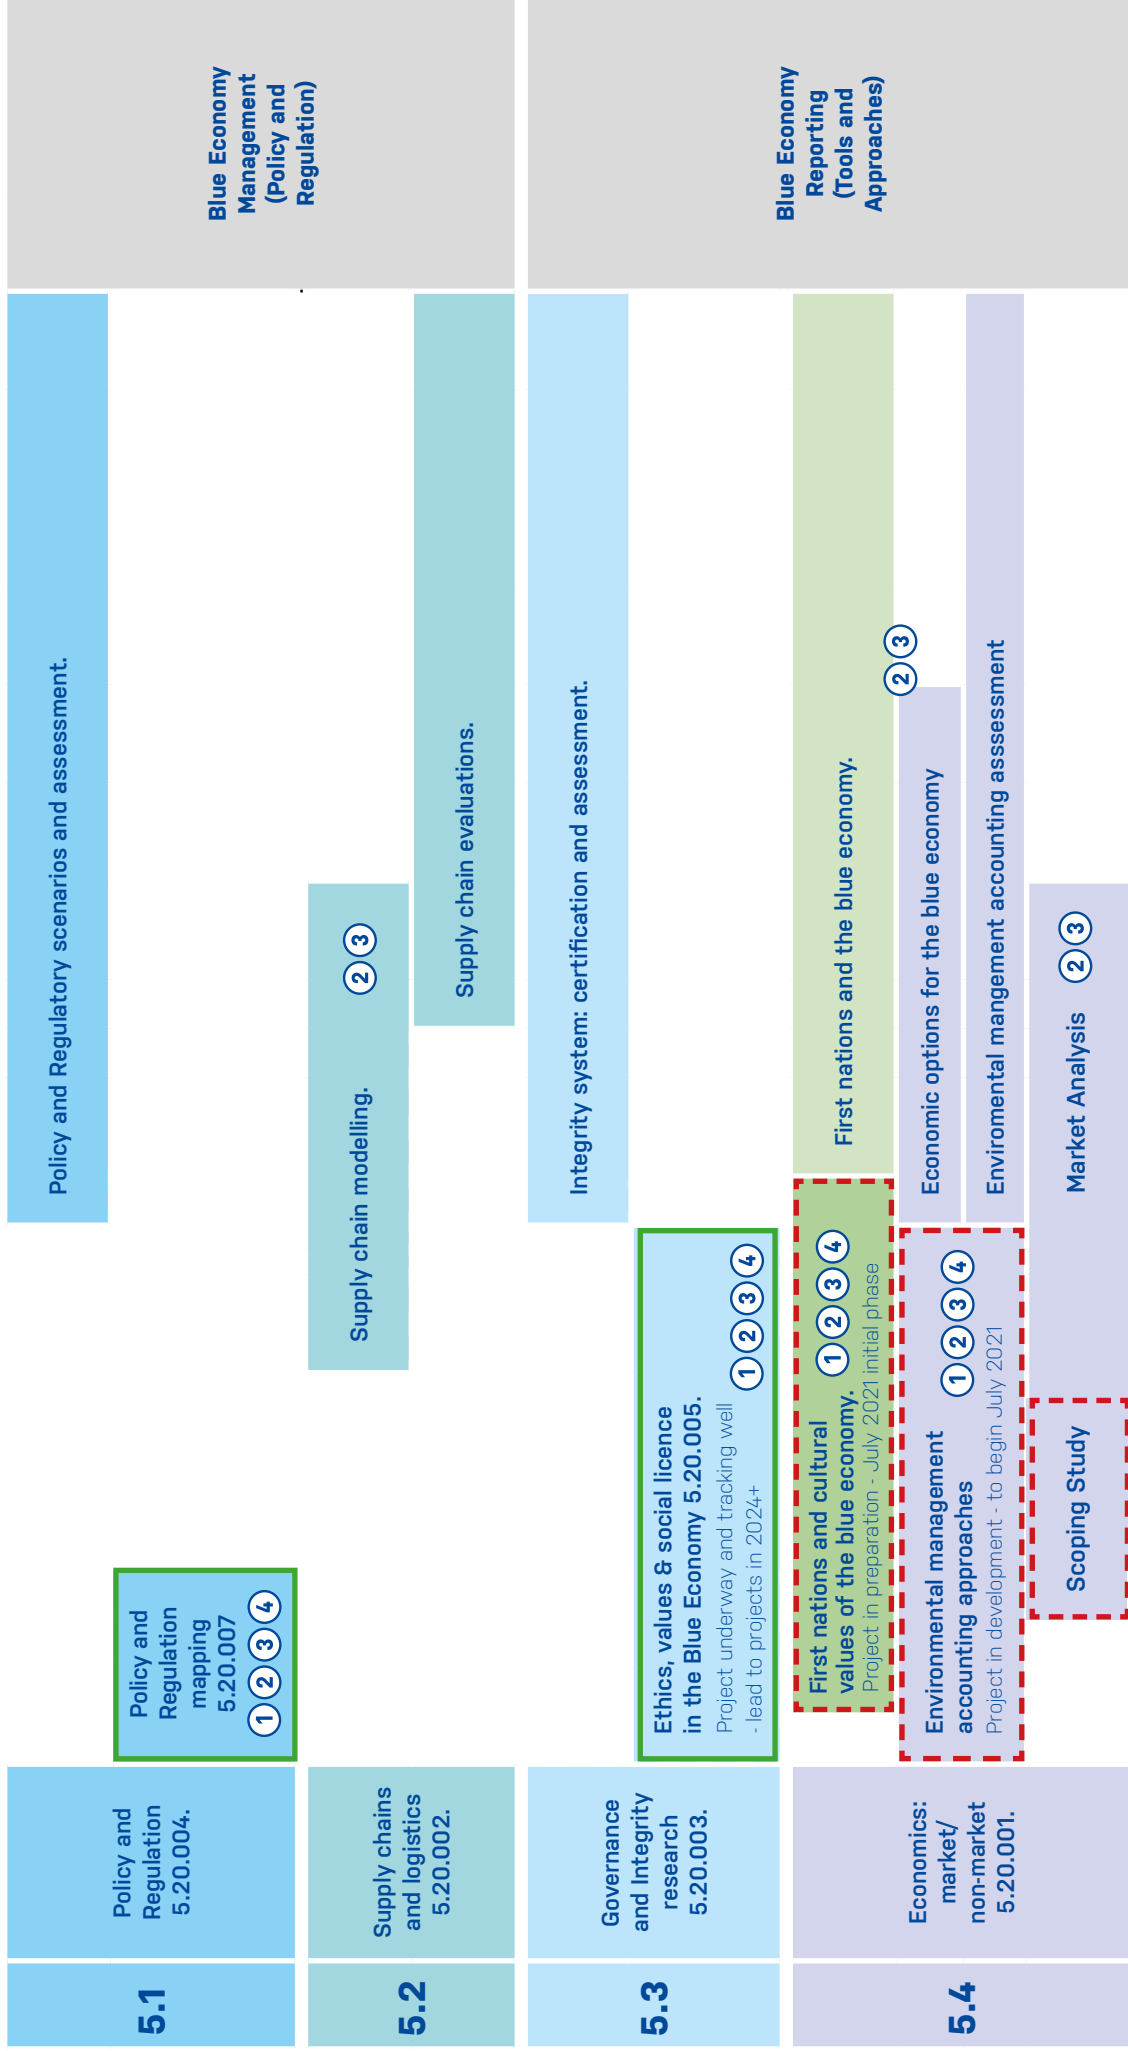 5.1
Policy and
Regulation
5.20.004.
Policy and
Regulation
mapping
5.20.007
1 2 3 4
Policy and Regulatory scenarios and assessment.
Blue Economy
Management
(Policy and
Regulation)
5.2
Supply chains
and logistics
5.20.002.
Supply chain modelling.
2 3
Supply chain evaluations.
5.3
Governance
and Integrity
research
5.20.003.
Ethics, values & social licence
in the Blue Economy 5.20.005.
Project underway and tracking well
- lead to projects in 2024+
1 2 3 4
Integrity system: certification and assessment.
Blue Economy
Reporting
(Tools and
Approaches)
5.4
Economics:
market/
non-market
5.20.001.
First nations and cultural
values of the blue economy.
Project in preparation - July 2021 initial phase
1 2 3 4
First nations and the blue economy.
Environmental management
accounting approaches
Project in development - to begin July 2021
1 2 3 4
Economic options for the blue economy
2 3
Enviromental mangement accounting asssessment
Scoping Study
Market Analysis
2 3